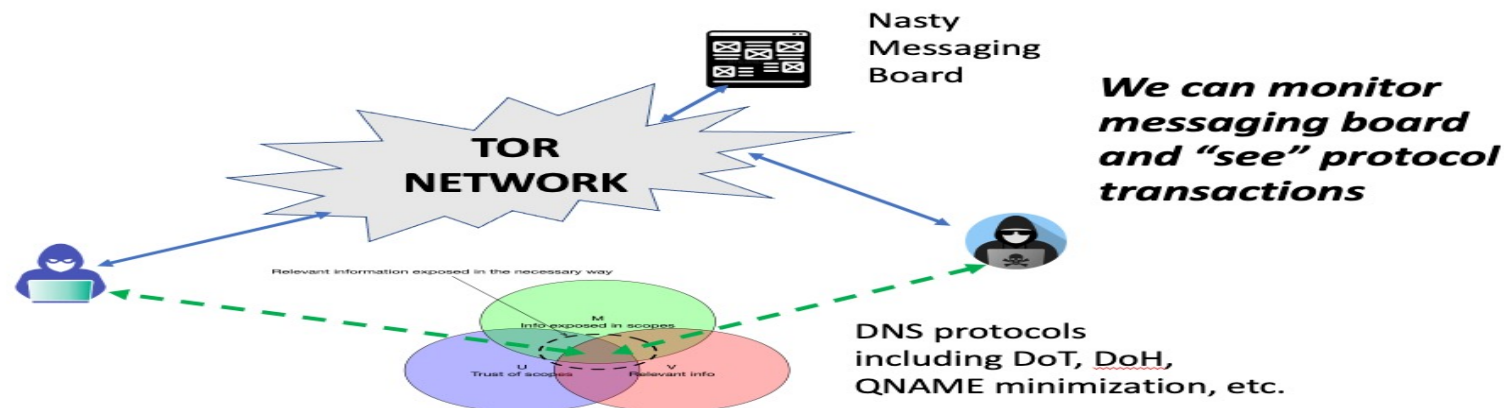 Nasty
Messaging
Board
We can monitor
messaging board
and “see” protocol
transactions
TOR
NETWORK
Relevant information exposed in the necessary way
M
Info exposed in scopes
U
Trust of scopes
V
Relevant info
DNS protocols
including DoT, DoH,
QNAME minimization, etc.